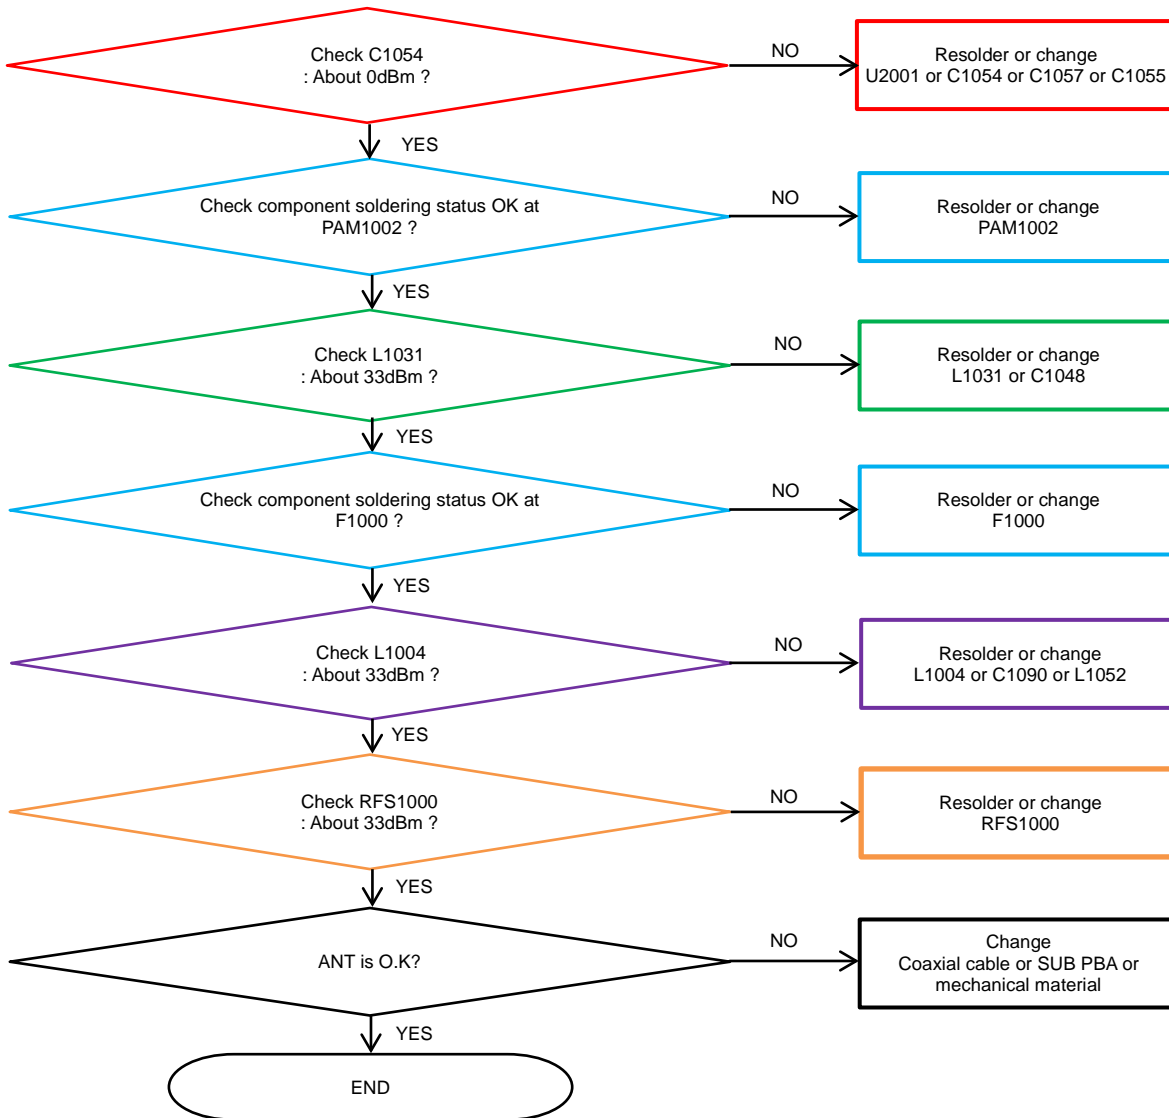 Check C1054
: About 0dBm ?
NO
Resolder or change
U2001 or C1054 or C1057 or C1055
YES
Check component soldering status OK at
PAM1002 ?
NO
Resolder or change
PAM1002
YES
Check L1031
: About 33dBm ?
NO
Resolder or change
L1031 or C1048
YES
Check component soldering status OK at
F1000 ?
NO
Resolder or change
F1000
YES
Check L1004
: About 33dBm ?
NO
Resolder or change
L1004 or C1090 or L1052
YES
Check RFS1000
: About 33dBm ?
NO
Resolder or change
RFS1000
YES
ANT is O.K?
NO
Change
Coaxial cable or SUB PBA or
mechanical material
YES
END